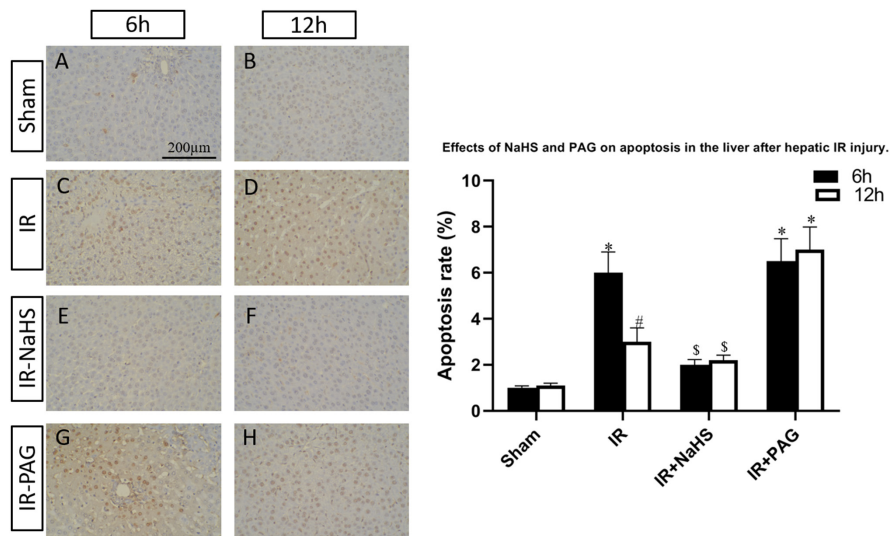 6h 12h
Sham
A B
200µm
IR
C D
IR-NaHS
E F
IR-PAG
G H
Effects of NaHS and PAG on apoptosis in the liver after hepatic IR injury.
6h
12h
Apoptosis rate (%)
10
8
6
4
2
0
* # $ $ * *
Sham IR IR+NaHS IR+PAG